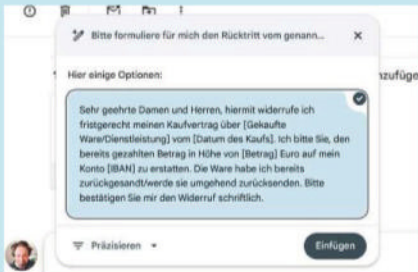 Bitte formuliere für mich den Rücktritt vom genann...
Hier einige Optionen:
nzufüge
Sehr geehrte Damen und Herren, hiermit widerrufe ich
fristgerecht meinen Kaufvertrag über [Gekaufte
Ware/Dienstleistung] vom [Datum des Kaufs]. Ich bitte Sie, den
bereits gezahlten Betrag in Höhe von [Betrag] Euro auf mein
Konto [IBAN] zu erstatten. Die Ware habe ich bereits
zurückgesandt/werde sie umgehend zurücksenden. Bitte
bestätigen Sie mir den Widerruf schriftlich.
Präzisieren
Einfügen